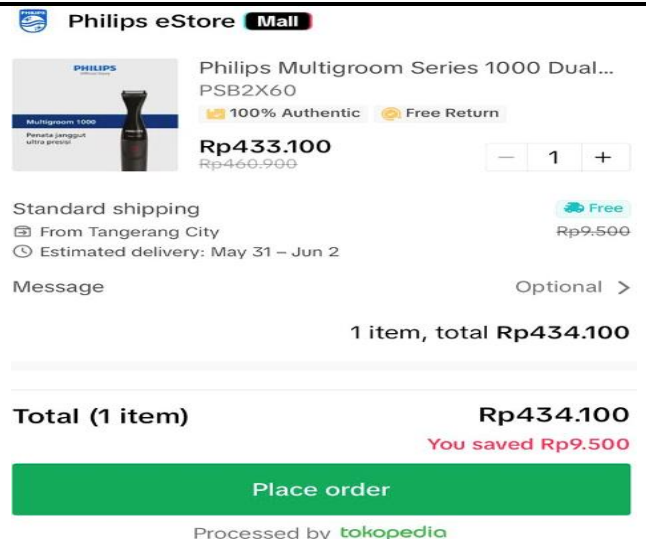 PHILIPS
Philips eStore Mall
PHILIPS
Multigroom 1000
Penata janggut
ultra presisi
Philips Multigroom Series 1000 Dual...
PSB2X60
100% Authentic Free Return
Rp433.100
Rp460.900
1 +
Standard shipping Free
From Tangerang City Rp9.500
Estimated delivery: May 31 – Jun 2
Message Optional >
1 item, total Rp434.100
Total (1 item) Rp434.100
You saved Rp9.500
Place order
Processed by tokopedia